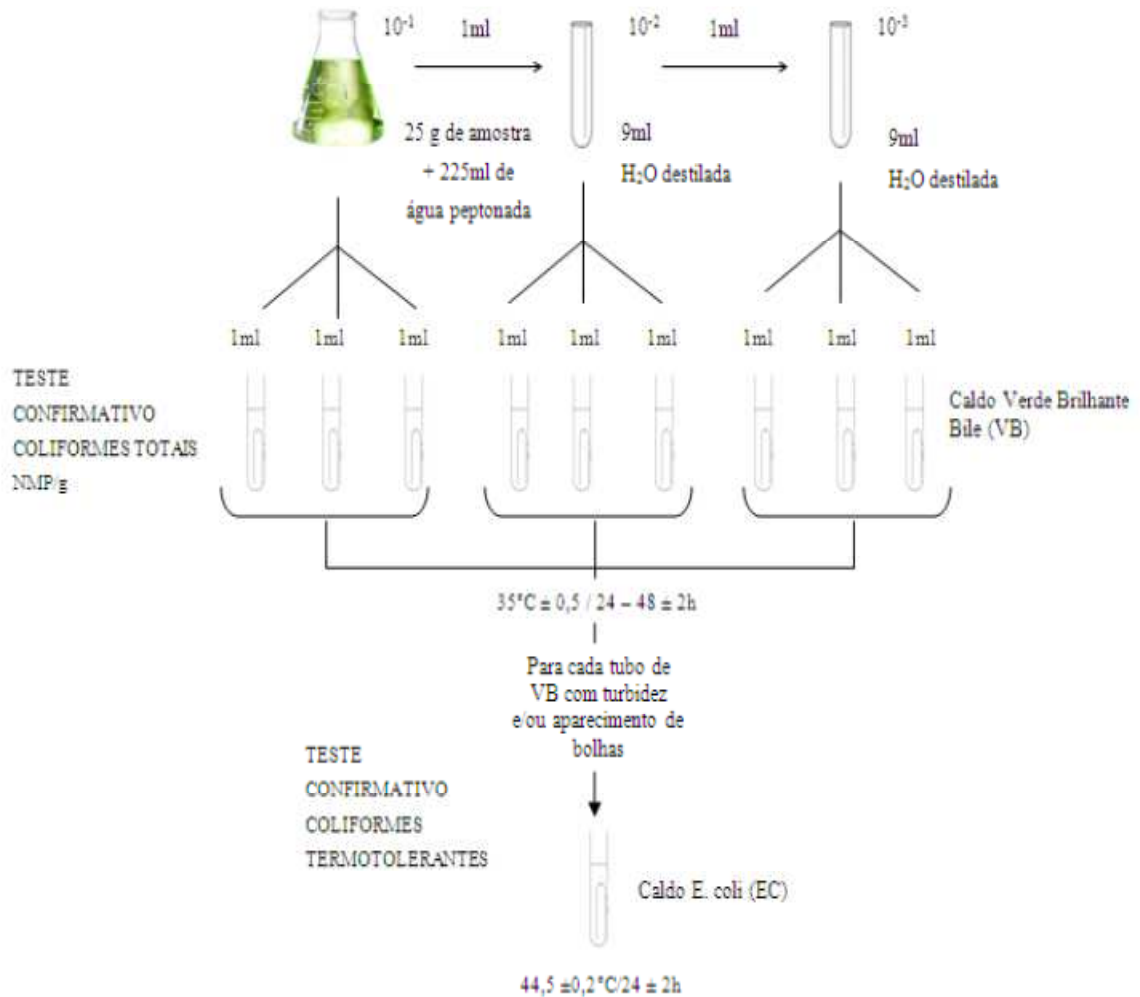 10⁻¹ 1ml 10⁻² 1ml 10⁻³
25 g de amostra
+ 225ml de
água peptonada
9ml
H₂O destilada
9ml
H₂O destilada
1ml 1ml 1ml 1ml 1ml 1ml 1ml 1ml 1ml
TESTE
CONFIRMATIVO
COLIFORMES TOTAIS
NMP/g
Caldo Verde Brilhante
Bile (VB)
35°C ± 0,5 / 24 – 48 ± 2h
Para cada tubo de
VB com turbidez
e/ou aparecimento de
bolhas
TESTE
CONFIRMATIVO
COLIFORMES
TERMOTOLERANTES
Caldo E. coli (EC)
44,5 ±0,2°C/24 ± 2h